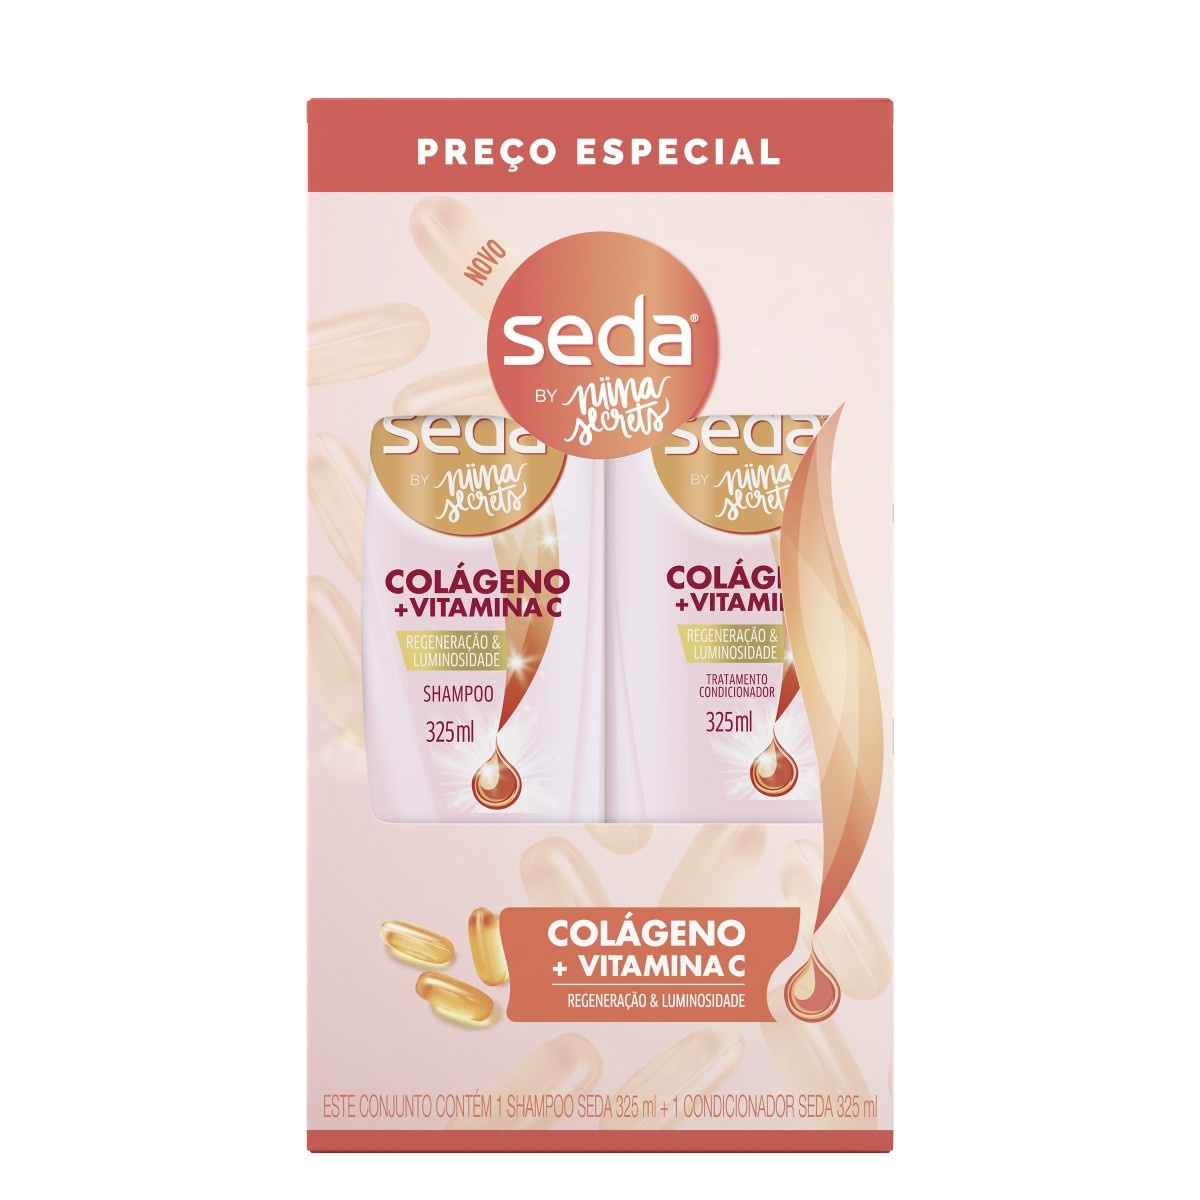 PREÇO ESPECIAL
NOVO
seda®
BY niina
secrets
seda
BY niina
secrets
COLÁGENO
+VITAMINA C
REGENERAÇÃO &
LUMINOSIDADE
SHAMPOO
325ml
seda
BY niina
secrets
COLÁG
+VITAMI
REGENERAÇÃO &
LUMINOSIDADE
TRATAMENTO
CONDICIONADOR
325ml
COLÁGENO
+ VITAMINA C
REGENERAÇÃO & LUMINOSIDADE
ESTE CONJUNTO CONTÉM 1 SHAMPOO SEDA 325 ml + 1 CONDICIONADOR SEDA 325 ml